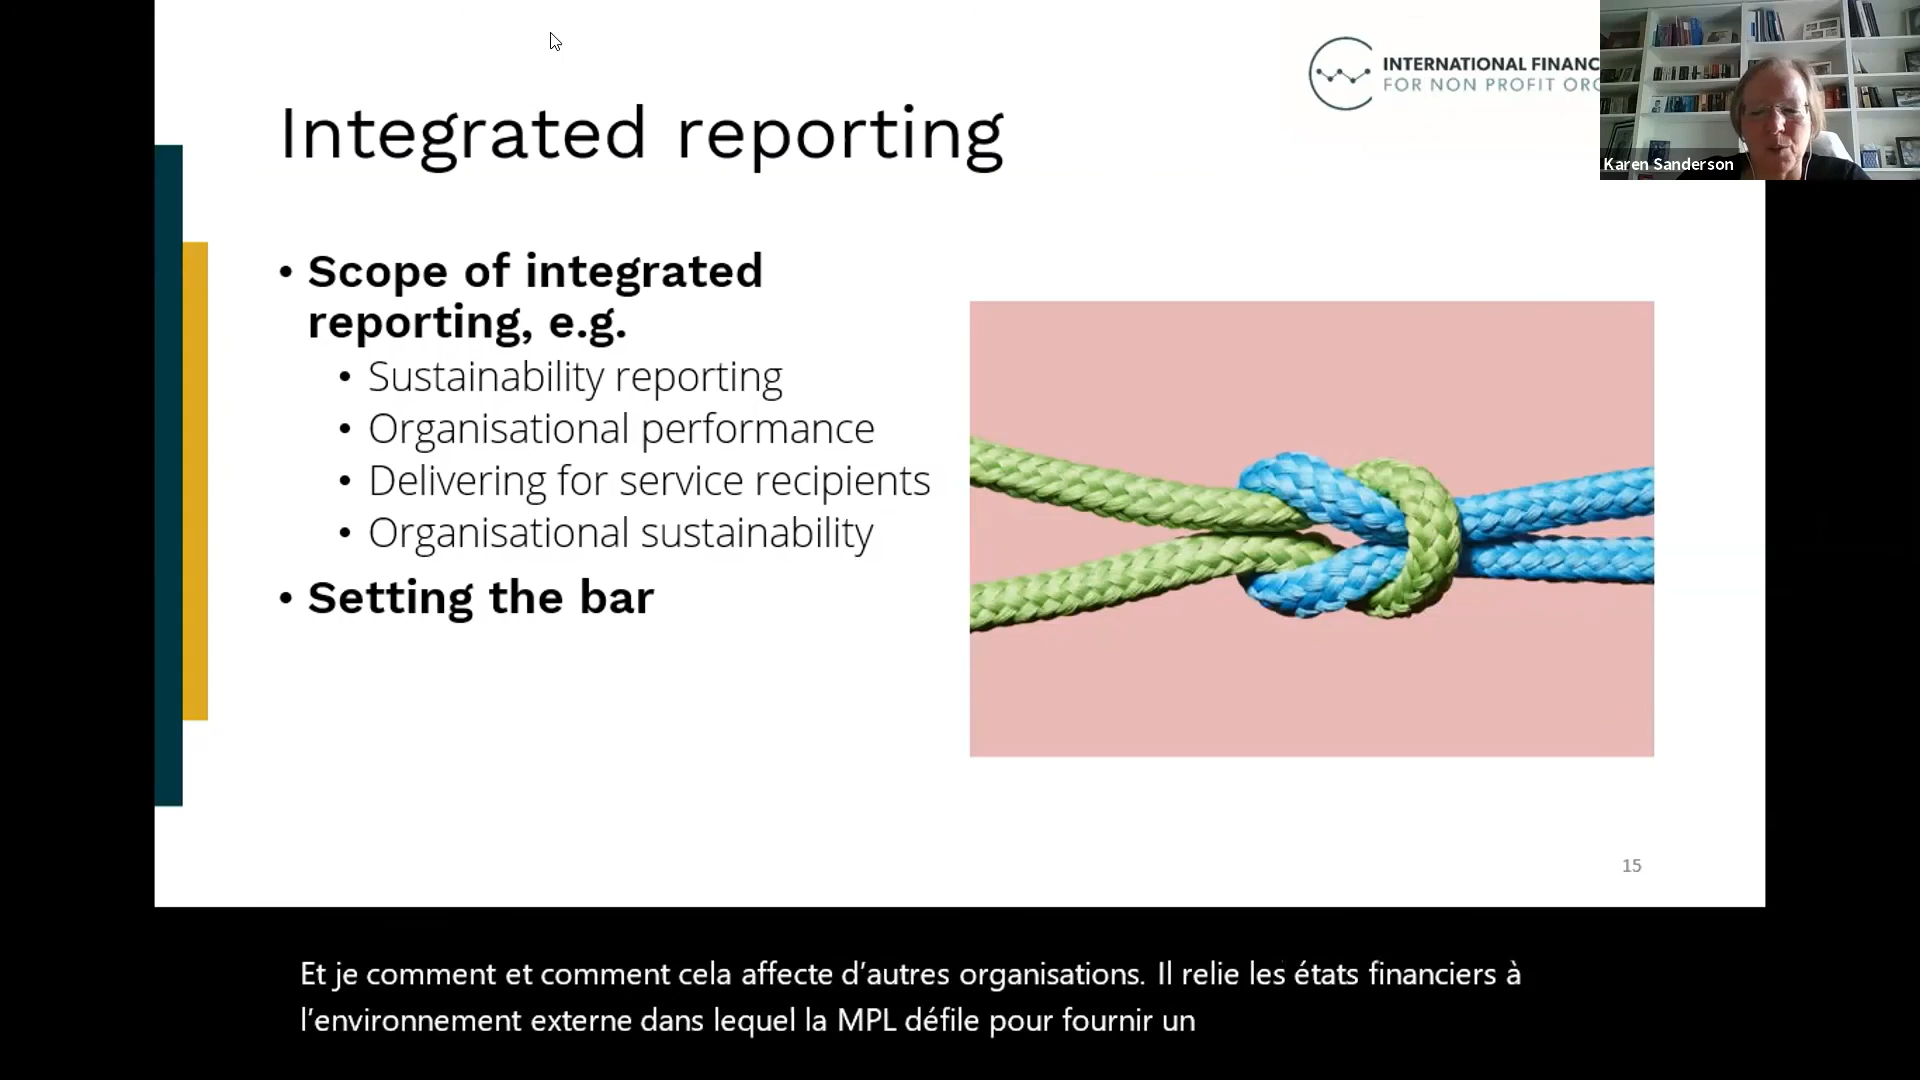 INTERNATIONAL FINANC
FOR NON PROFIT
Karen Sanderson
Integrated reporting
• Scope of integrated
reporting, e.g.
• Sustainability reporting
• Organisational performance
• Delivering for service recipients
• Organisational sustainability
• Setting the bar
15
Et je comment et comment cela affecte d’autres organisations. Il relie les états financiers à
l’environnement externe dans lequel la MPL défile pour fournir un